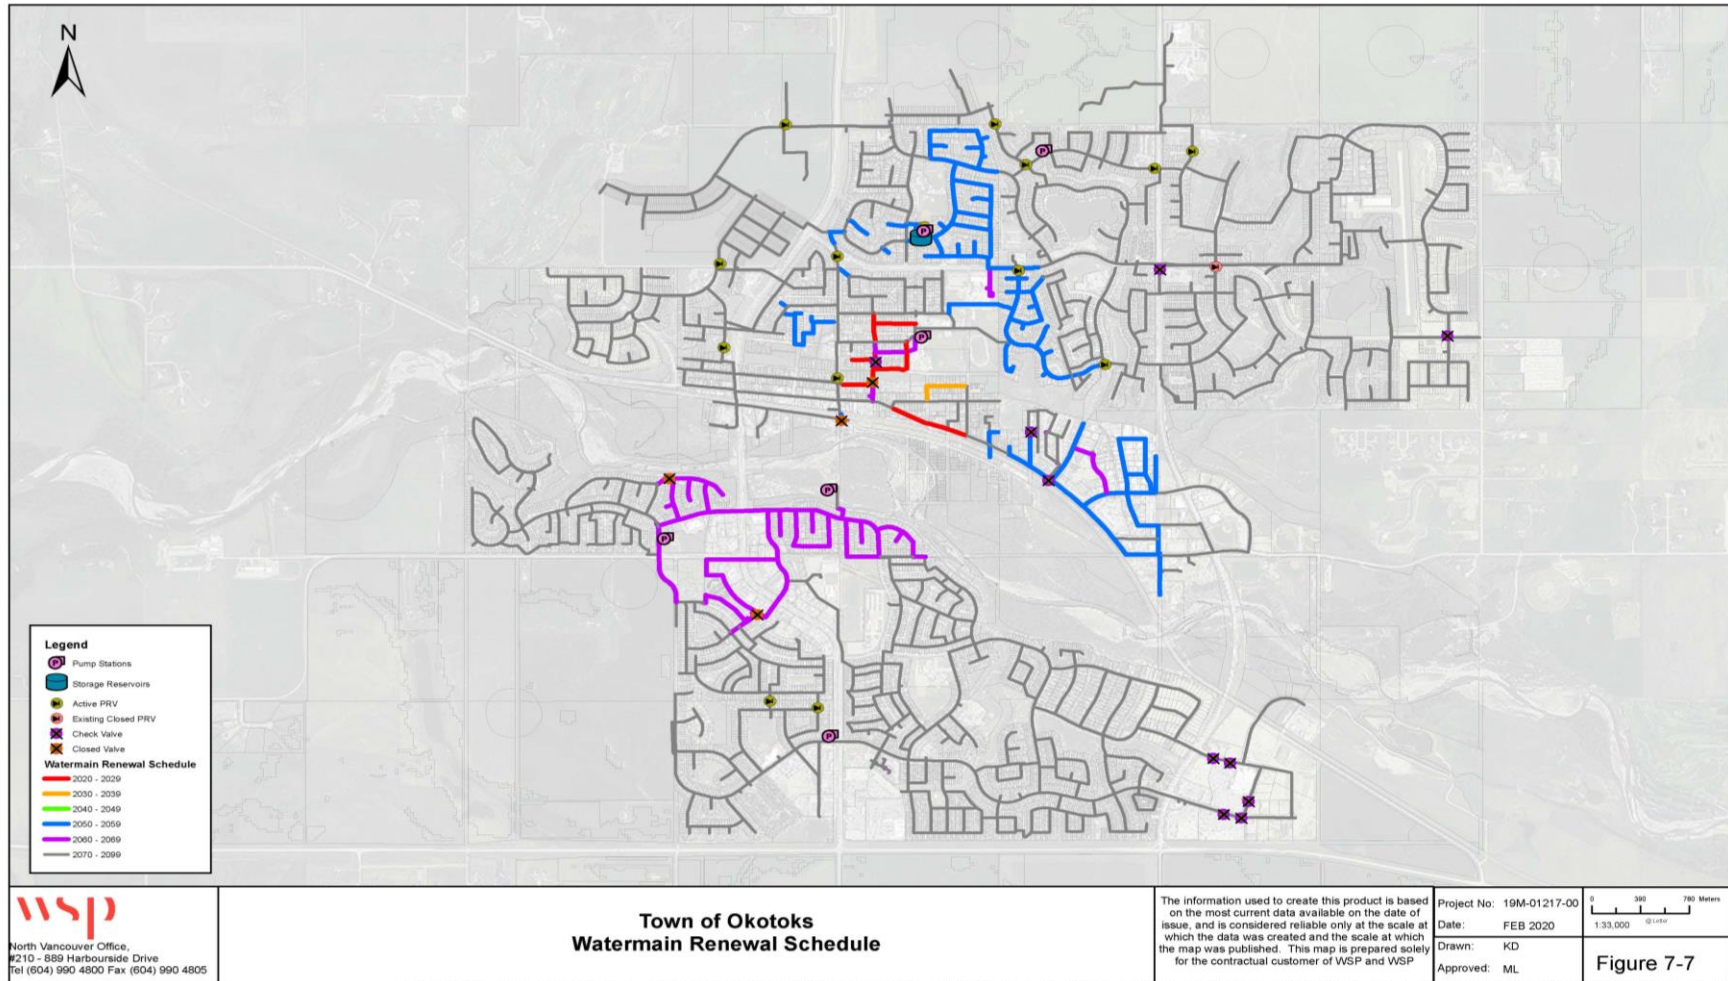 N
P
P
P
P
P
P
Legend
P Pump Stations
Storage Reservoirs
Active PRV
Existing Closed PRV
Check Valve
Closed Valve
Watermain Renewal Schedule
2020 - 2029
2030 - 2039
2040 - 2049
2050 - 2059
2060 - 2069
2070 - 2099
wsp
North Vancouver Office,
#210 - 889 Harbourside Drive
Tel (604) 990 4800 Fax (604) 990 4805
Town of Okotoks
Watermain Renewal Schedule
The information used to create this product is based
on the most current data available on the date of
issue, and is considered reliable only at the scale at
which the data was created and the scale at which
the map was published. This map is prepared solely
for the contractual customer of WSP and WSP
Project No: 19M-01217-00
Date: FEB 2020
Drawn: KD
Approved: ML
0 390 780 Meters
1:33,000 @ Letter
Figure 7-7